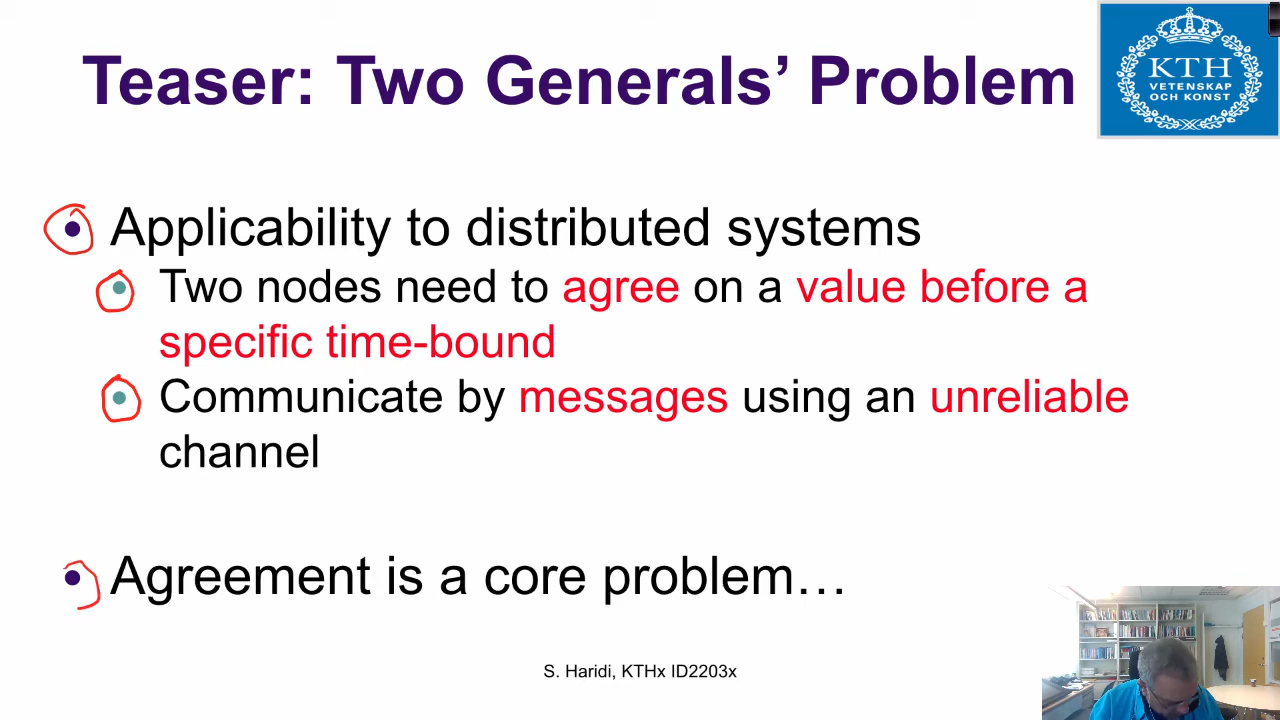 Teaser: Two Generals’ Problem
KTH
VETENSKAP
OCH KONST
Applicability to distributed systems
Two nodes need to agree on a value before a
specific time-bound
Communicate by messages using an unreliable
channel
Agreement is a core problem…
S. Haridi, KTHx ID2203x